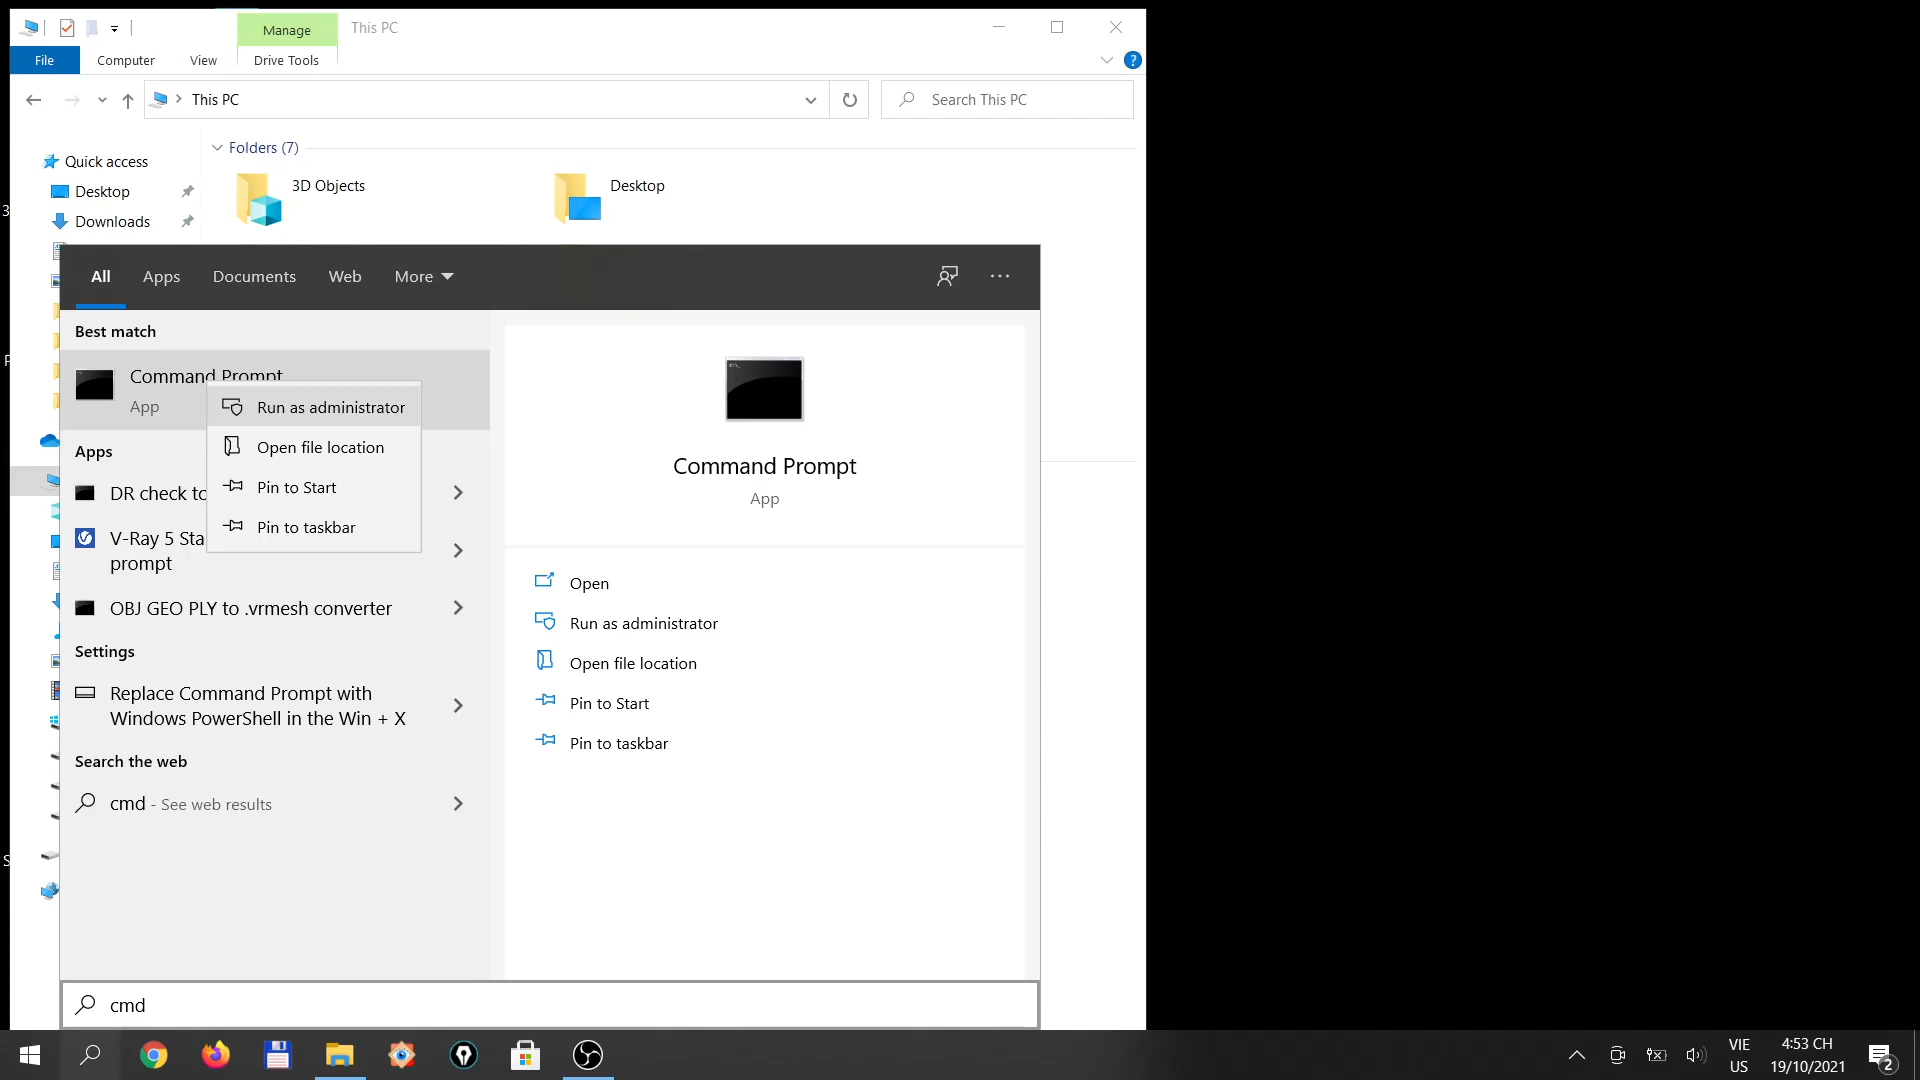 Manage
This PC
File
Computer
View
Drive Tools
?
This PC
Search This PC
Quick access
Folders (7)
3D Objects
Desktop
Desktop
Downloads
3
All
Apps
Documents
Web
More
Best match
Command Prompt
App
Run as administrator
Open file location
Pin to Start
Pin to taskbar
Apps
DR check to
V-Ray 5 Sta
prompt
OBJ GEO PLY to .vrmesh converter
Settings
Replace Command Prompt with
Windows PowerShell in the Win + X
Search the web
cmd - See web results
Command Prompt
App
Open
Run as administrator
Open file location
Pin to Start
Pin to taskbar
cmd
VIE
US
4:53 CH
19/10/2021
2